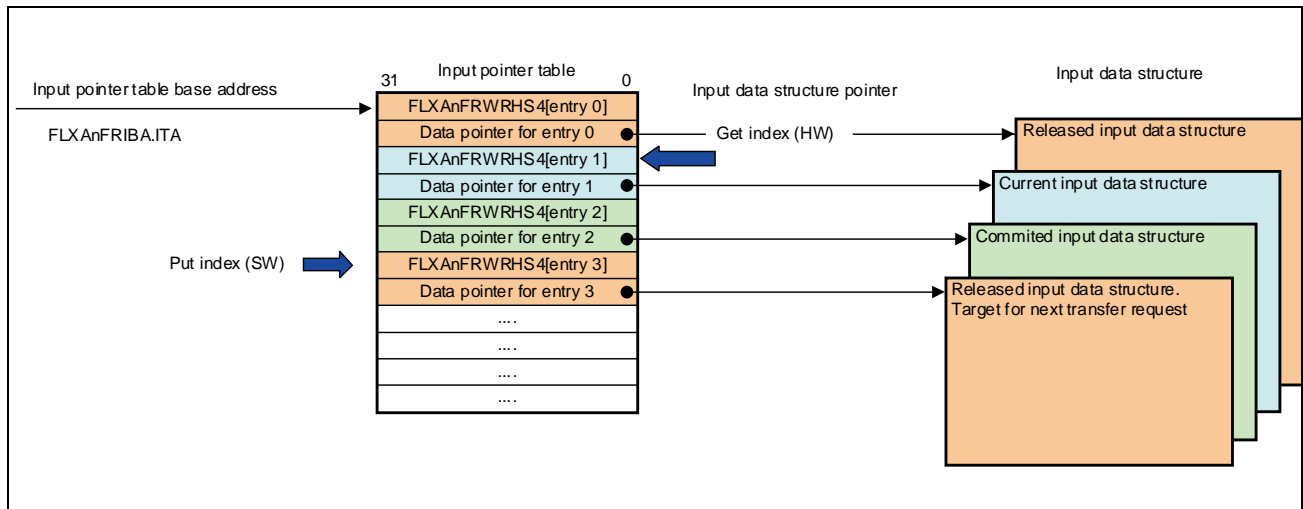 Input pointer table
Input data structure
31
0
Input pointer table base address
Input data structure pointer
FLXAnFRIBA.ITA
FLXAnFRWRHS4[entry 0]
Data pointer for entry 0
Get index (HW)
Released input data structure
FLXAnFRWRHS4[entry 1]
Data pointer for entry 1
Current input data structure
FLXAnFRWRHS4[entry 2]
Data pointer for entry 2
Commited input data structure
Put index (SW)
FLXAnFRWRHS4[entry 3]
Data pointer for entry 3
Released input data structure.
Target for next transfer request
....
....
....
....